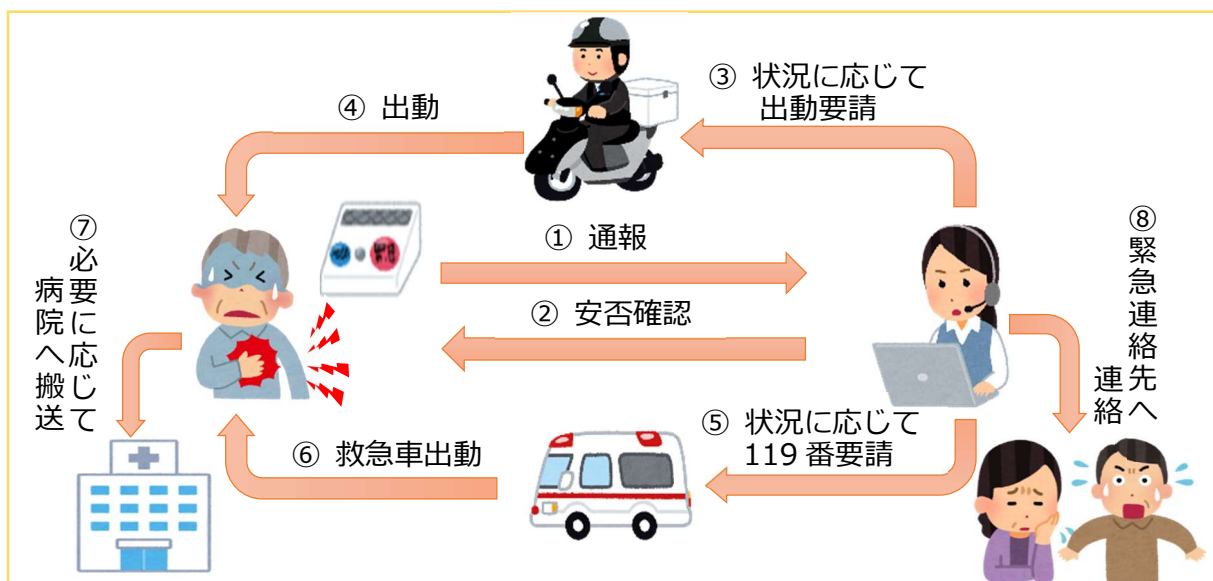 ① 通報
② 安否確認
③ 状況に応じて
出動要請
④ 出動
⑤ 状況に応じて
119 番要請
⑥ 救急車出動
⑦必要に応じて
病院へ搬送
⑧緊急連絡先へ
連絡